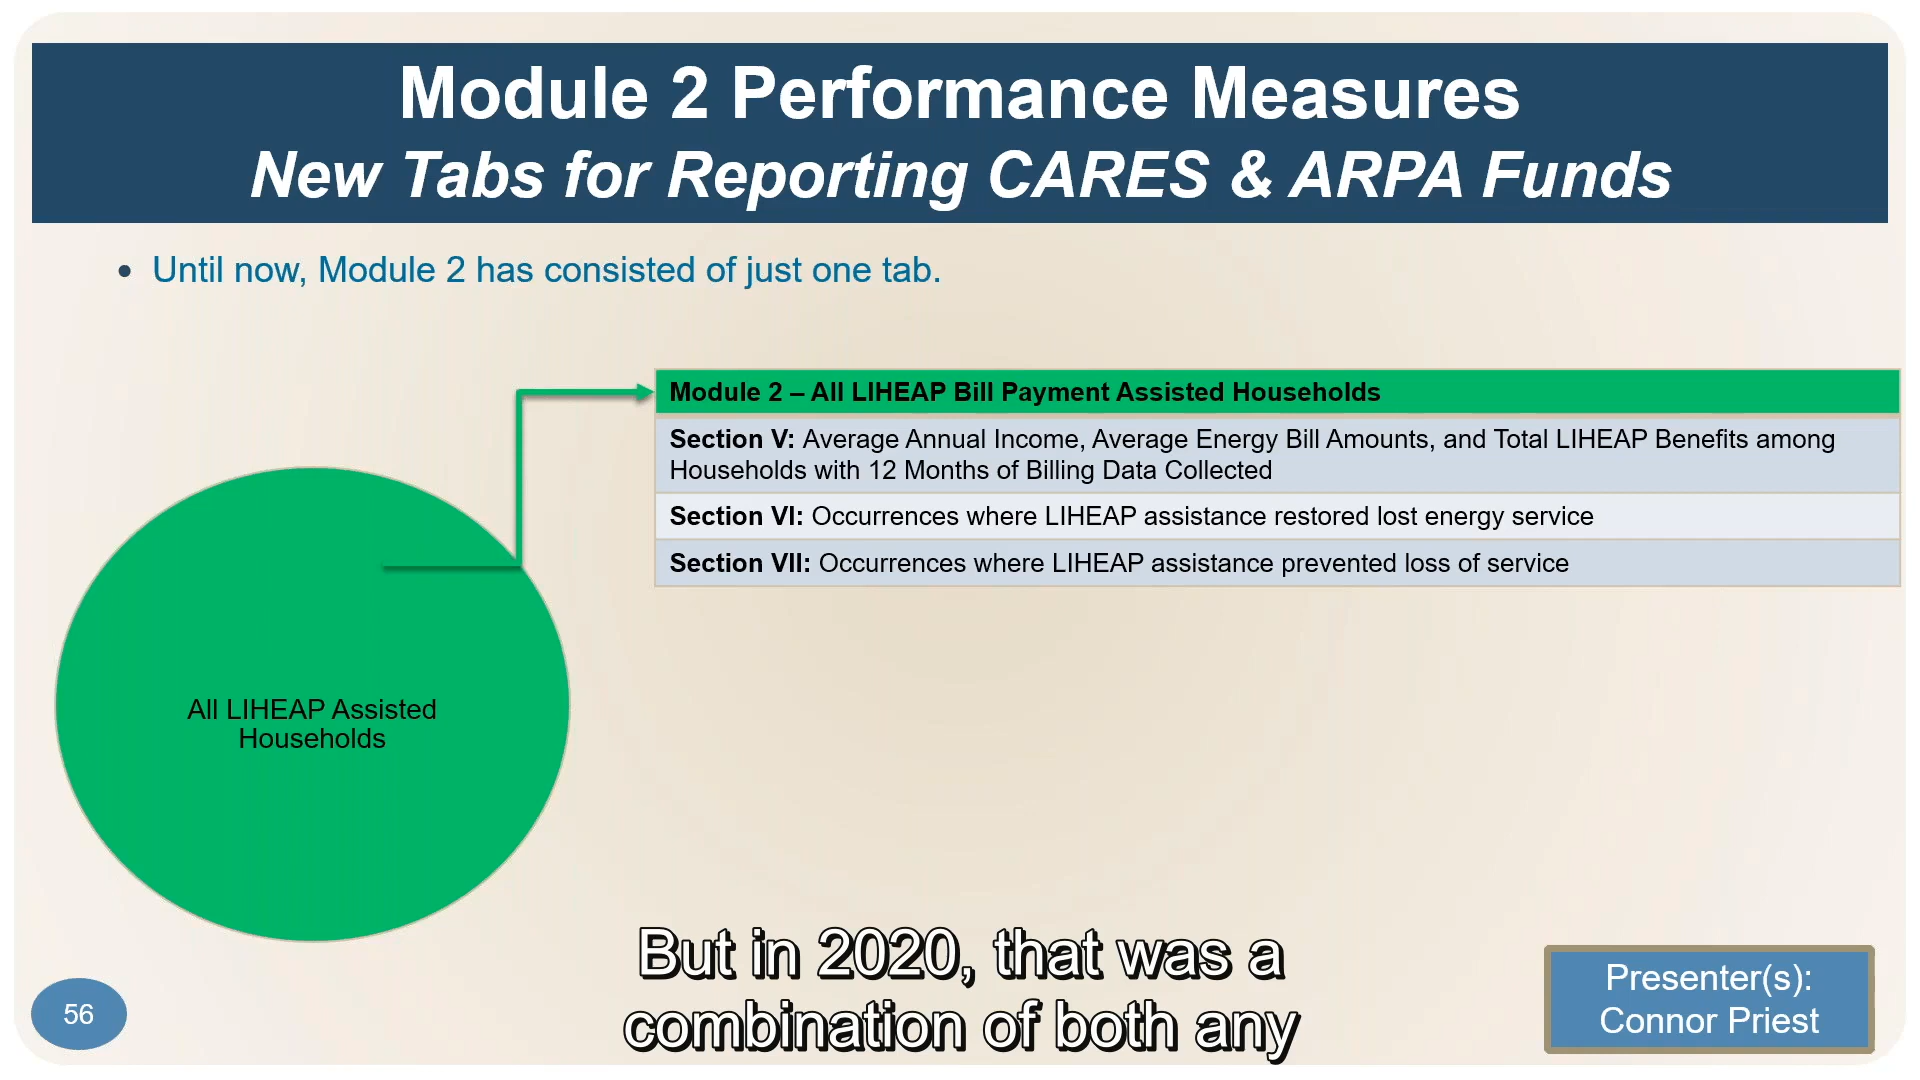 Module 2 Performance Measures
New Tabs for Reporting CARES & ARPA Funds
• Until now, Module 2 has consisted of just one tab.
Module 2 – All LIHEAP Bill Payment Assisted Households
Section V: Average Annual Income, Average Energy Bill Amounts, and Total LIHEAP Benefits among
Households with 12 Months of Billing Data Collected
Section VI: Occurrences where LIHEAP assistance restored lost energy service
Section VII: Occurrences where LIHEAP assistance prevented loss of service
All LIHEAP Assisted
Households
But in 2020, that was a
combination of both any
56
Presenter(s):
Connor Priest